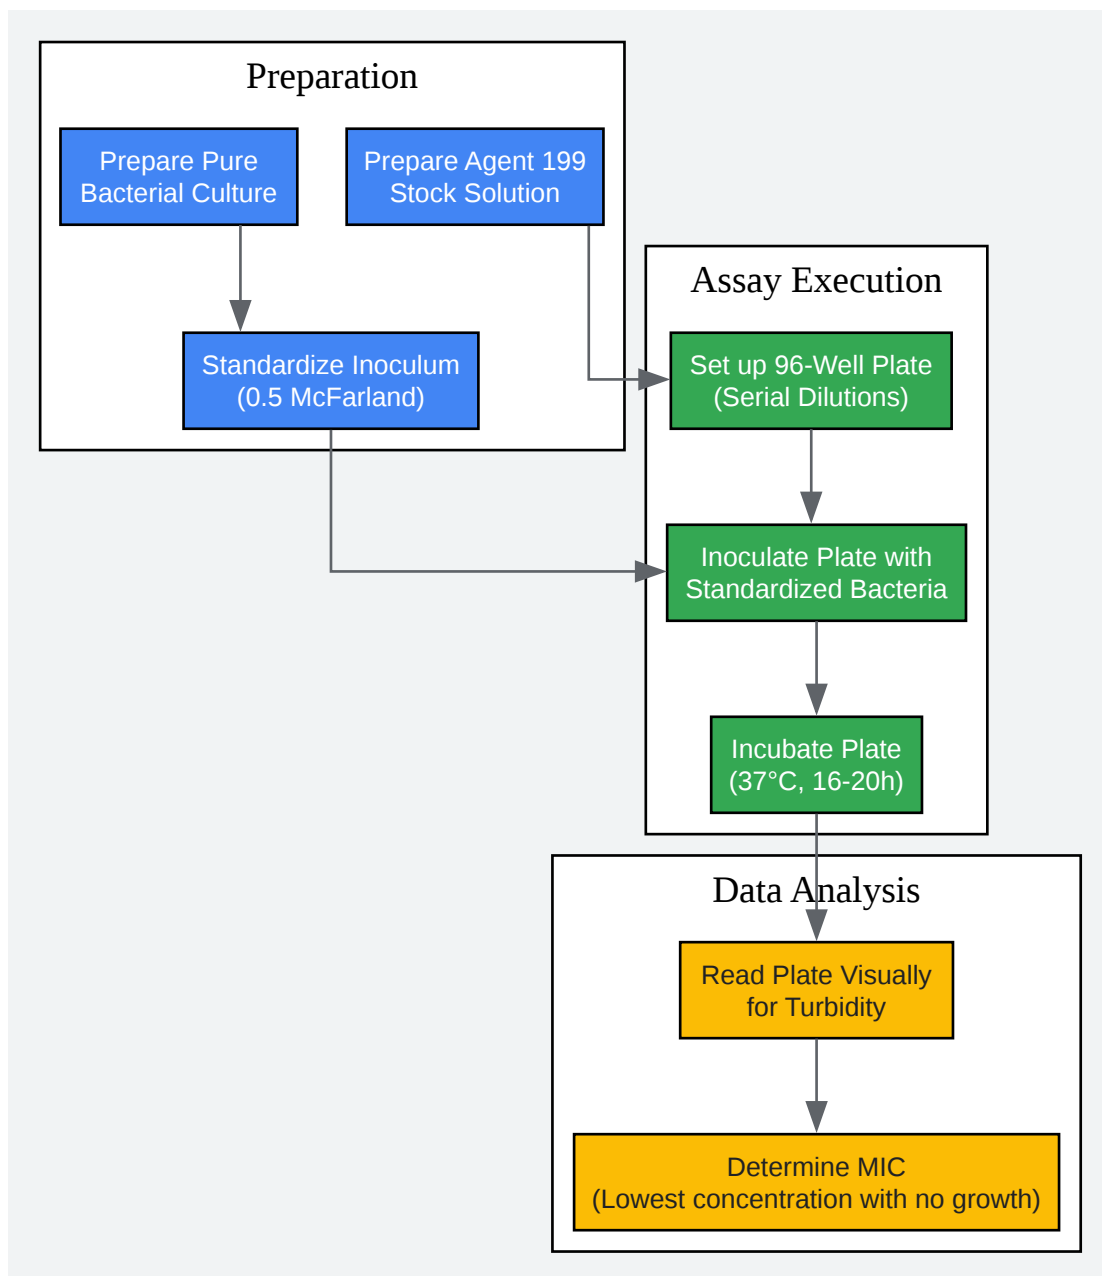 Preparation
Prepare Pure
Bacterial Culture
Prepare Agent 199
Stock Solution
Standardize Inoculum
(0.5 McFarland)
Assay Execution
Set up 96-Well Plate
(Serial Dilutions)
Inoculate Plate with
Standardized Bacteria
Incubate Plate
(37°C, 16-20h)
Data Analysis
Read Plate Visually
for Turbidity
Determine MIC
(Lowest concentration with no growth)